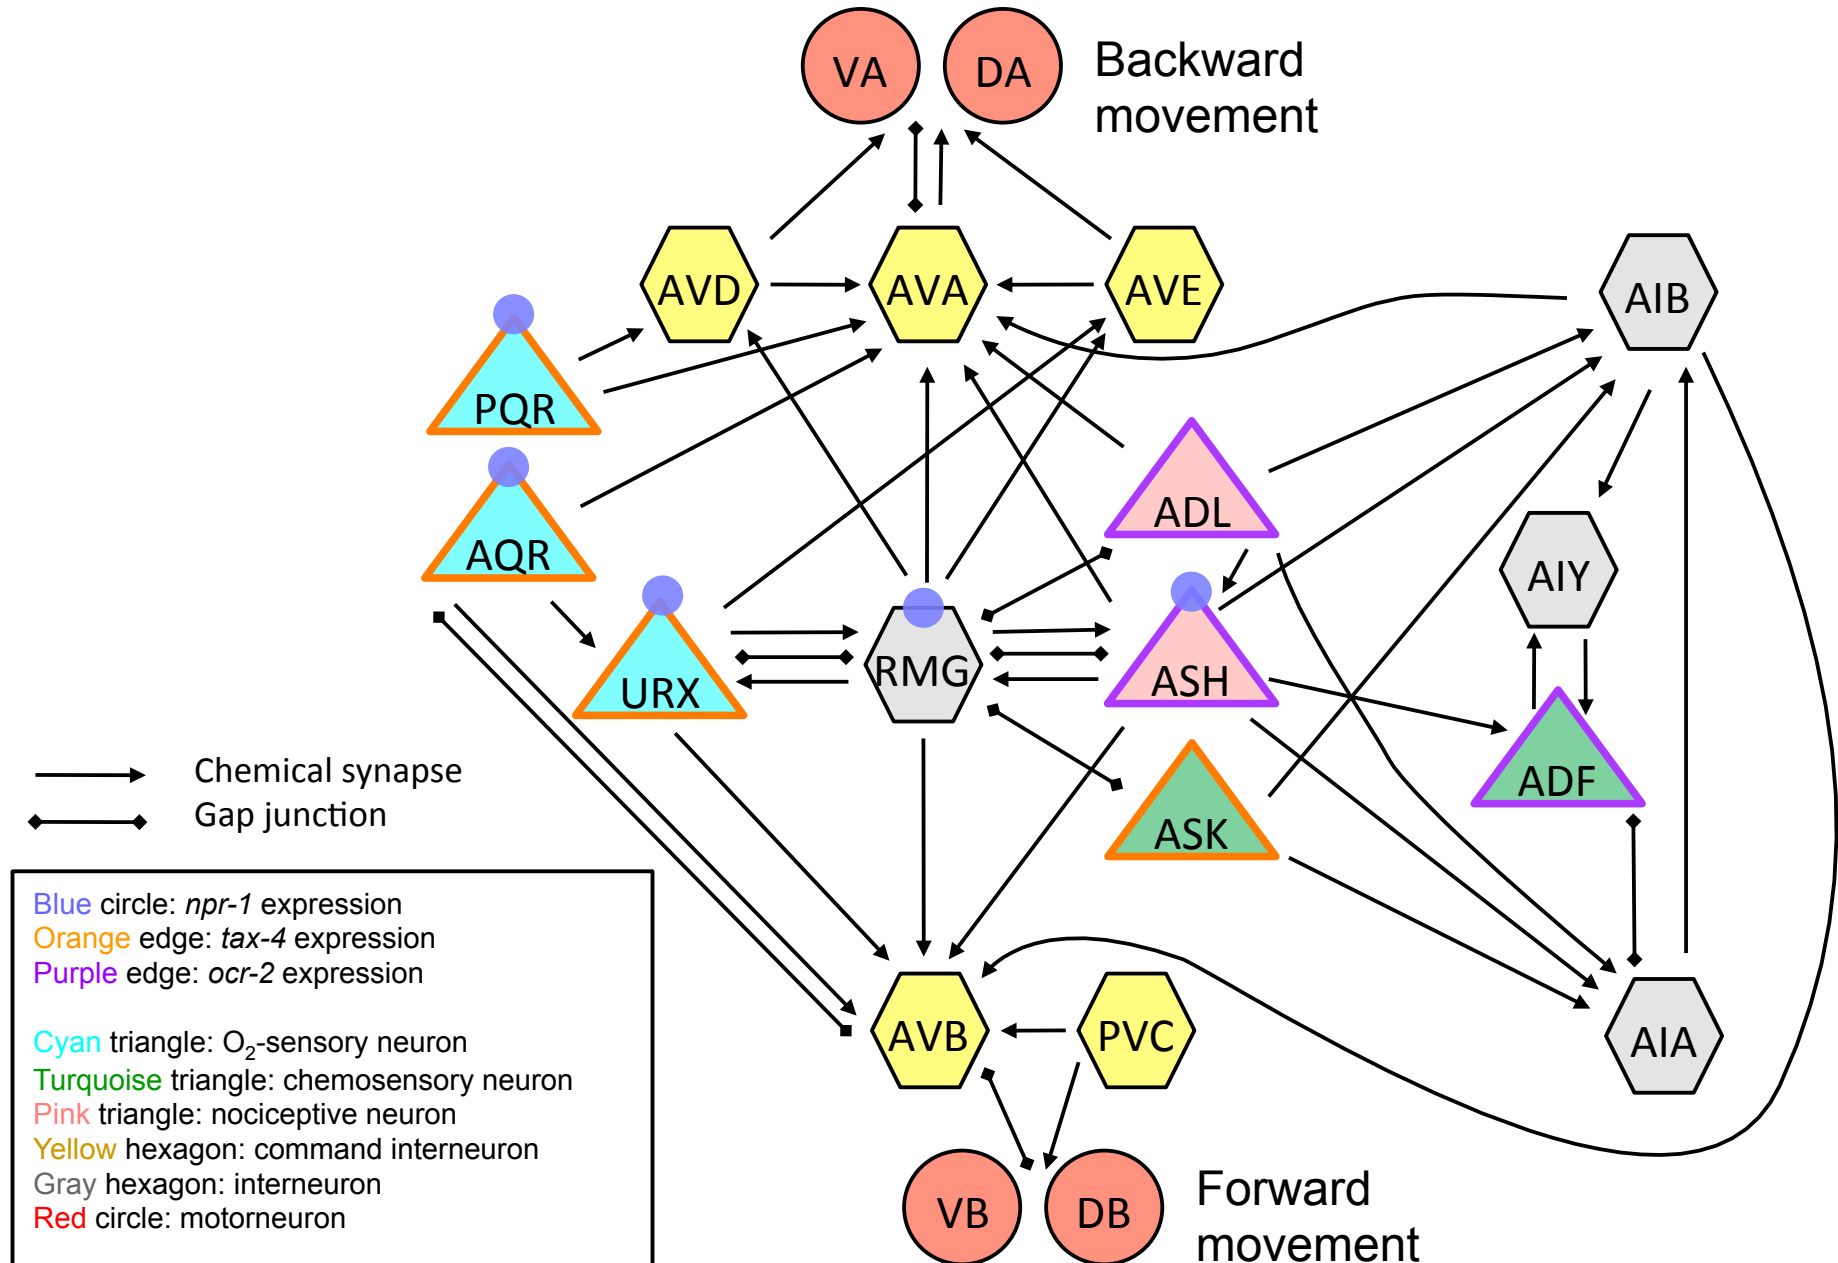 VA
DA
Backward
movement
AVD
AVA
AVE
AIB
PQR
AQR
ADL
AIY
URX
RMG
ASH
ADF
ASK
Chemical synapse
Gap junction
Blue circle: npr-1 expression
Orange edge: tax-4 expression
Purple edge: ocr-2 expression
Cyan triangle: O2-sensory neuron
Turquoise triangle: chemosensory neuron
Pink triangle: nociceptive neuron
Yellow hexagon: command interneuron
Gray hexagon: interneuron
Red circle: motorneuron
AVB
PVC
AIA
VB
DB
Forward
movement